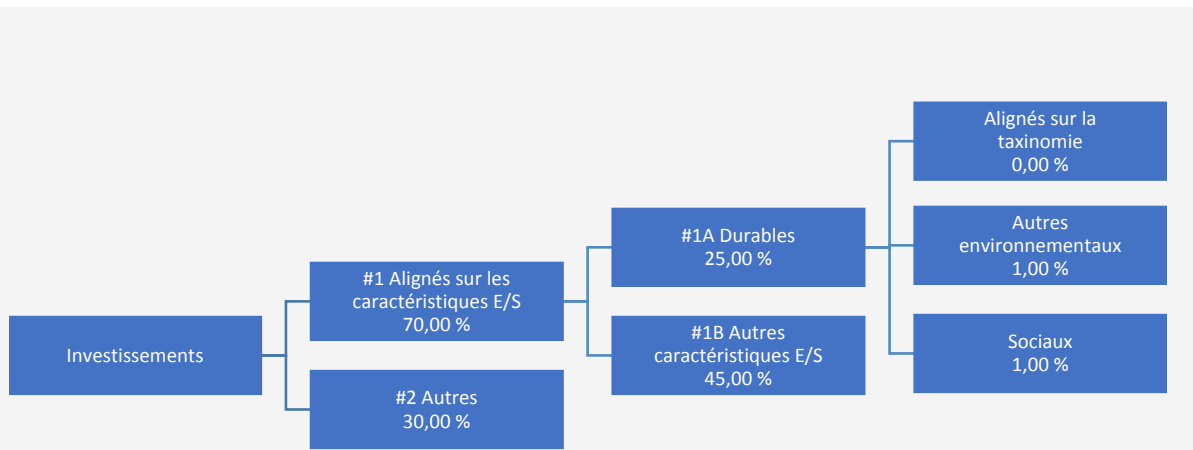 Investissements
#1 Alignés sur les
caractéristiques E/S
70,00 %
#2 Autres
30,00 %
#1A Durables
25,00 %
#1B Autres
caractéristiques E/S
45,00 %
Alignés sur la
taxinomie
0,00 %
Autres
environnementaux
1,00 %
Sociaux
1,00 %